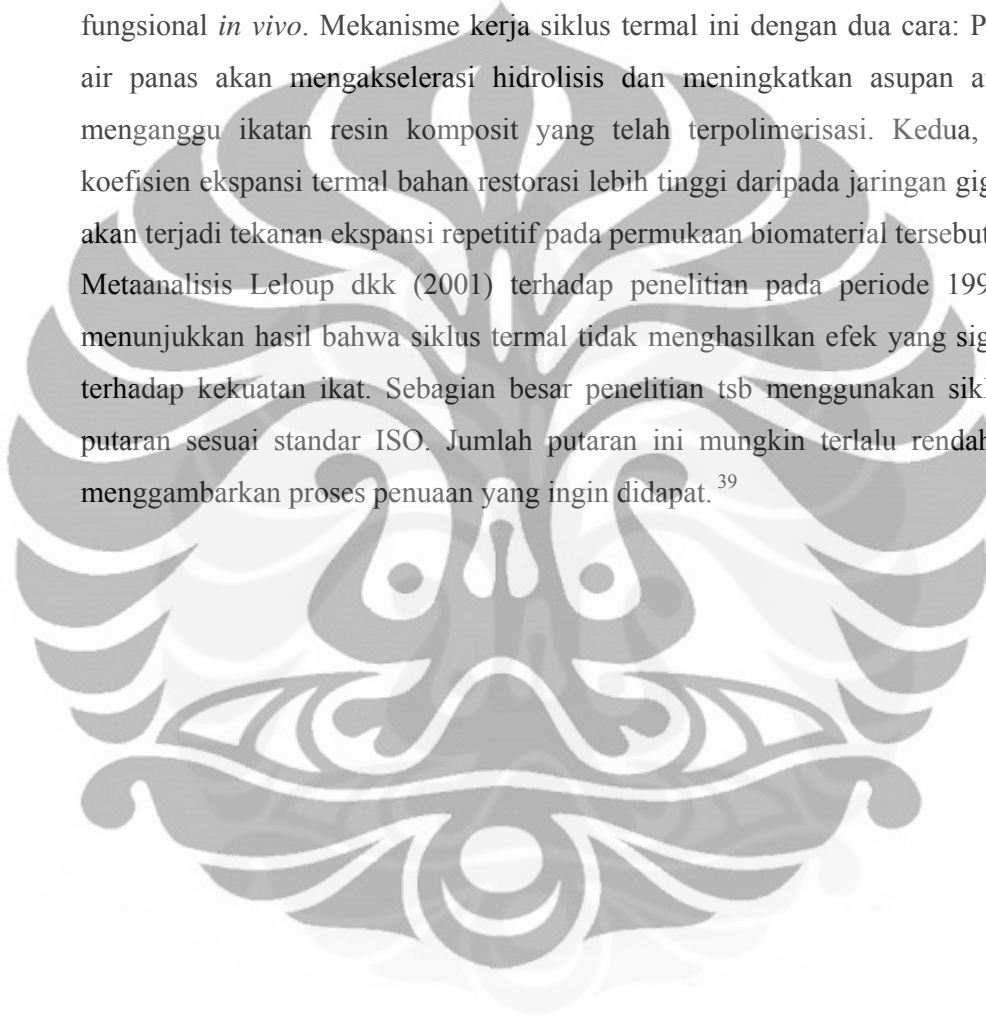 fungsional in vivo. Mekanisme kerja siklus termal ini dengan dua cara: P
air panas akan mengakselerasi hidrolisis dan meningkatkan asupan a
menganggu ikatan resin komposit yang telah terpolimerisasi. Kedua,
koefisien ekspansi termal bahan restorasi lebih tinggi daripada jaringan gig
akan terjadi tekanan ekspansi repetitif pada permukaan biomaterial tersebut
Metaanalisis Leloup dkk (2001) terhadap penelitian pada periode 199
menunjukkan hasil bahwa siklus termal tidak menghasilkan efek yang sig
terhadap kekuatan ikat. Sebagian besar penelitian tsb menggunakan sikl
putaran sesuai standar ISO. Jumlah putaran ini mungkin terlalu rendah
menggambarkan proses penuaan yang ingin didapat. 39